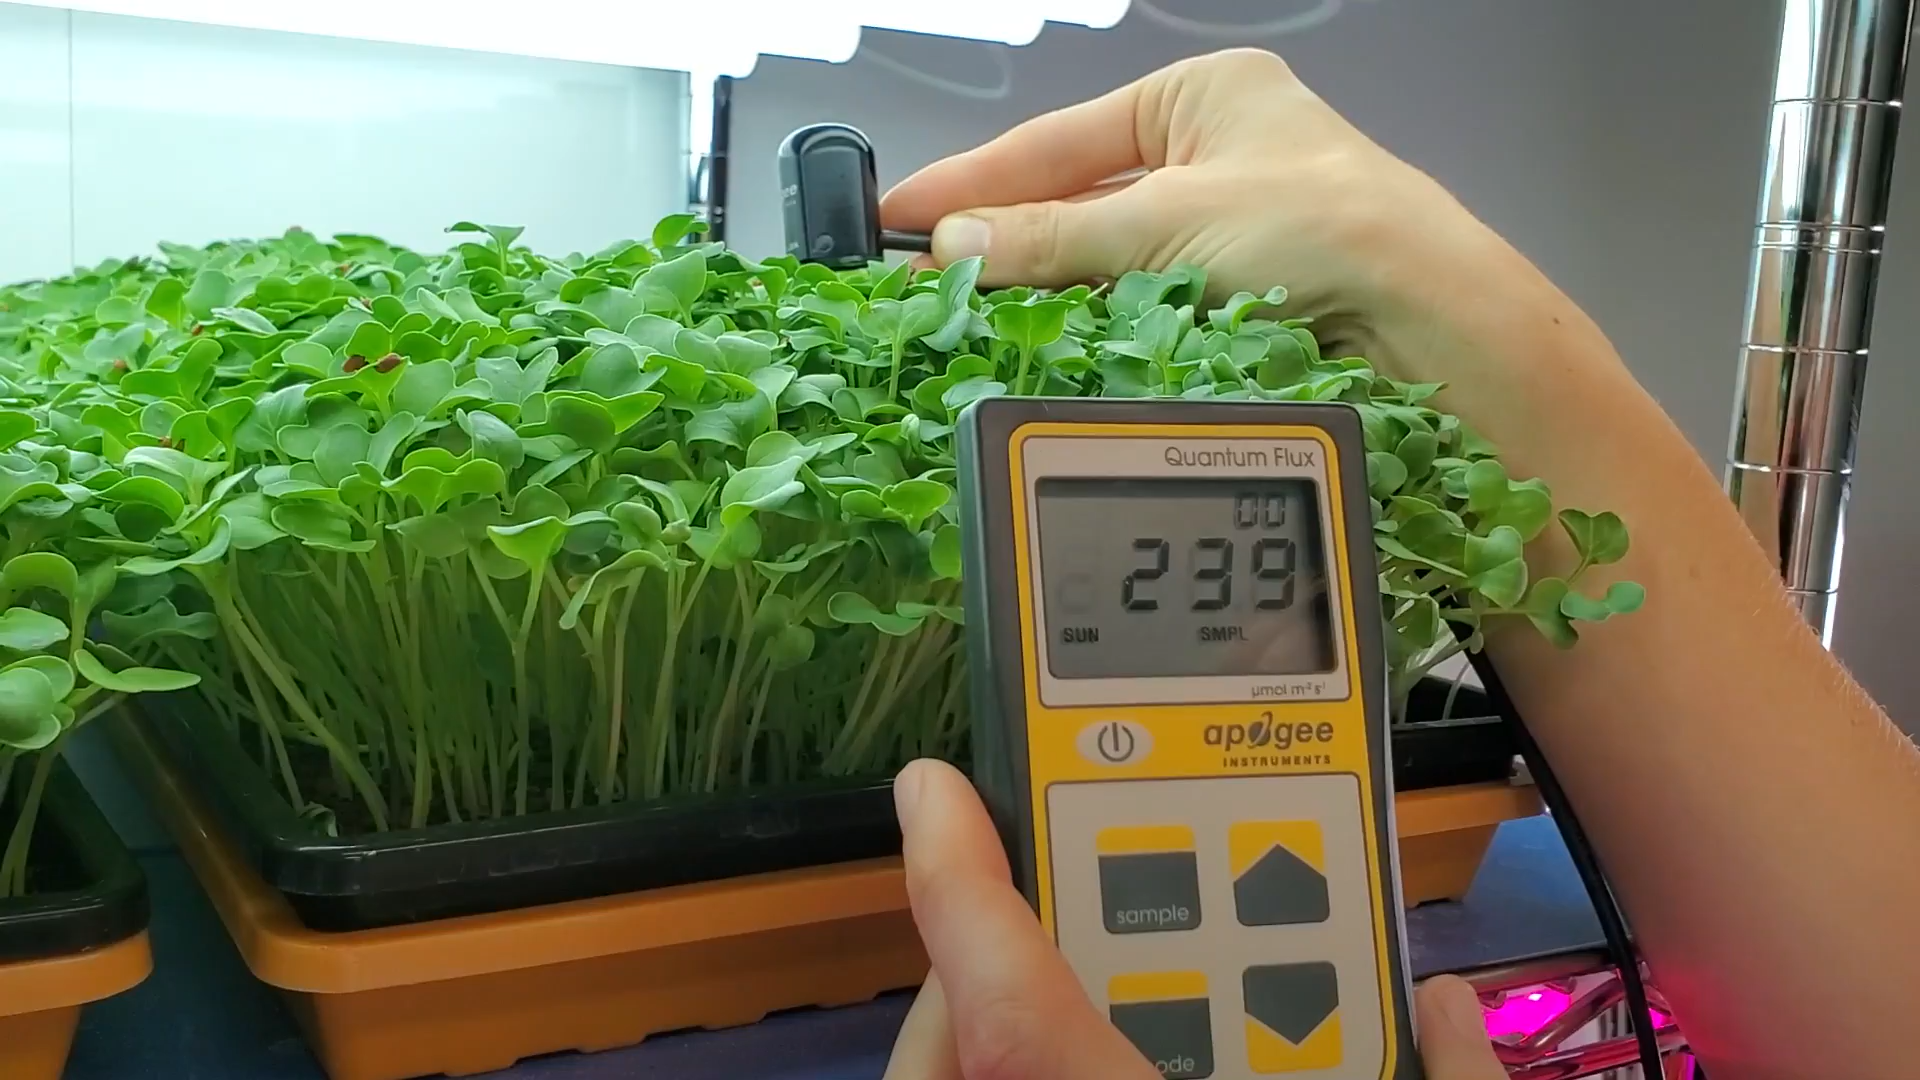 Quantum Flux
00
239
SUN SMPL
µmol m⁻² s⁻¹
apogee
INSTRUMENTS
sample